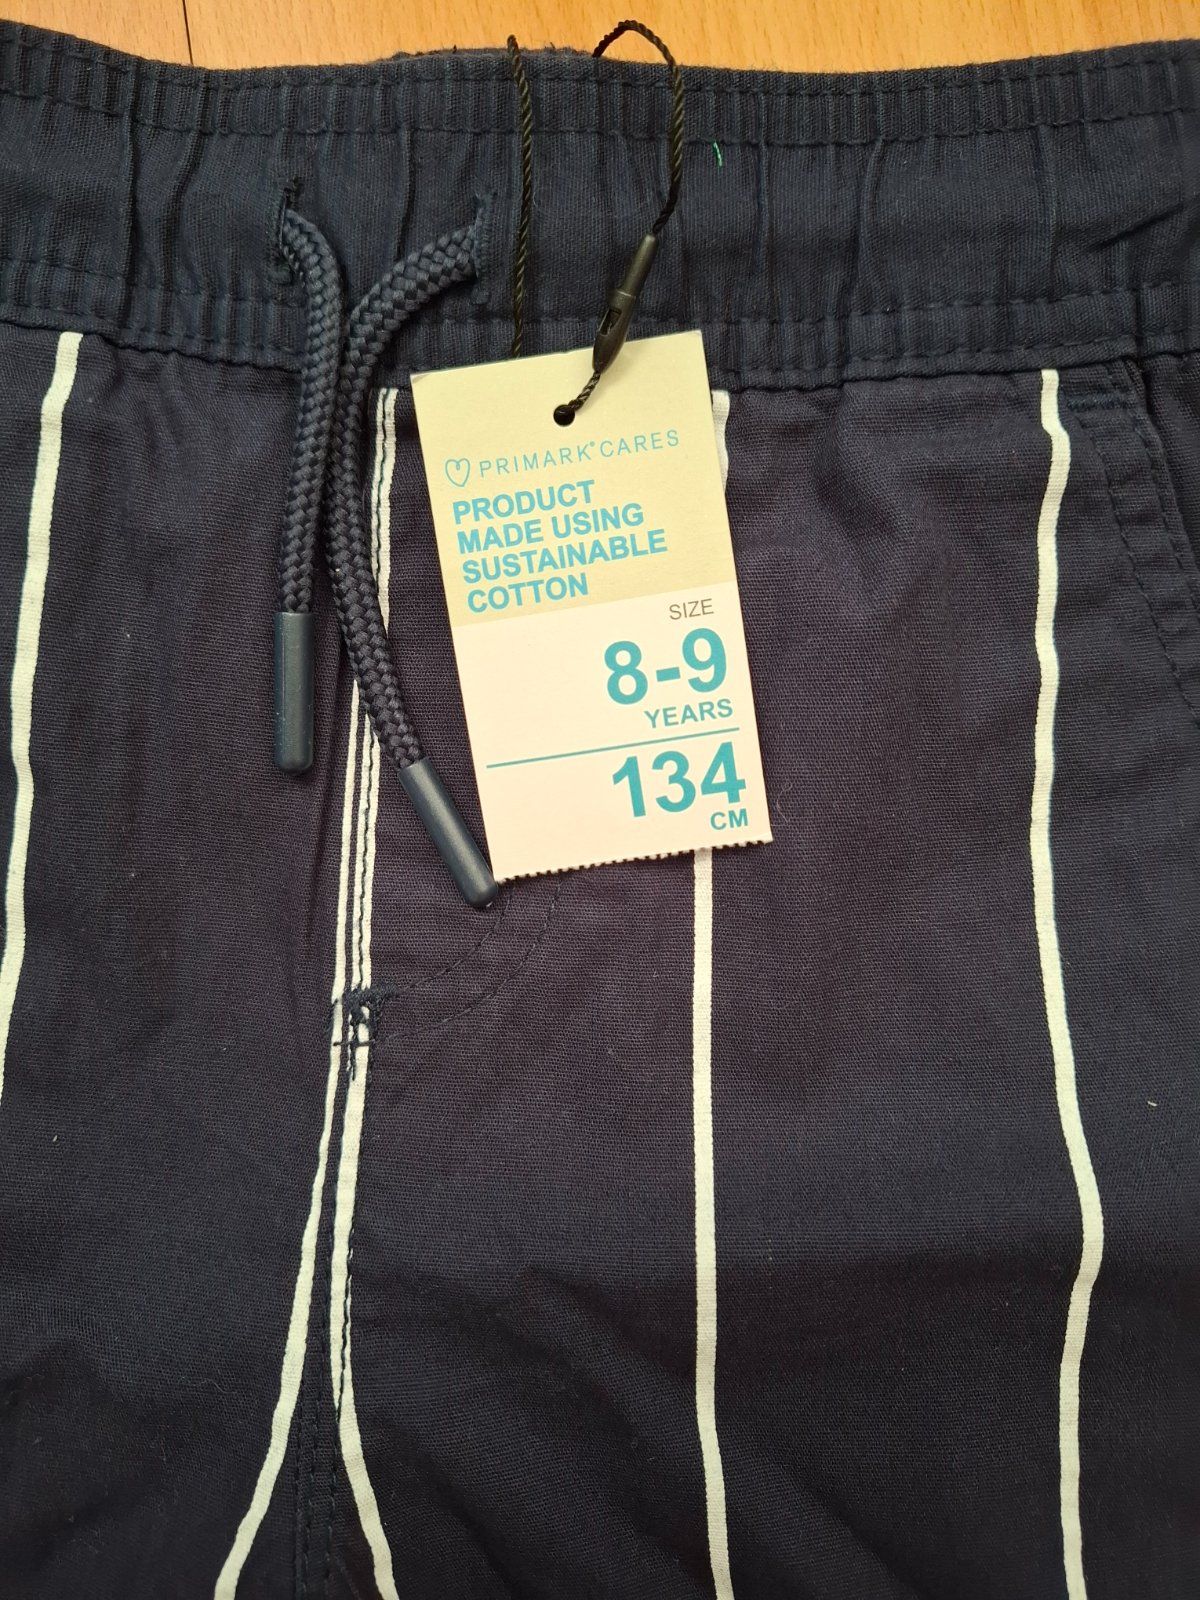 PRIMARK® CARES
PRODUCT
MADE USING
SUSTAINABLE
COTTON
SIZE
8-9
YEARS
134
CM